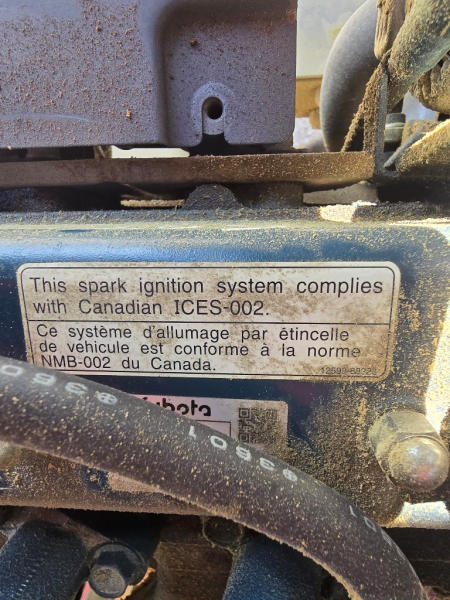 This spark ignition system complies
with Canadian ICES-002.
Ce système d'allumage par étincelle
de véhicule est conforme à la norme
NMB-002 du Canada.
Kubota